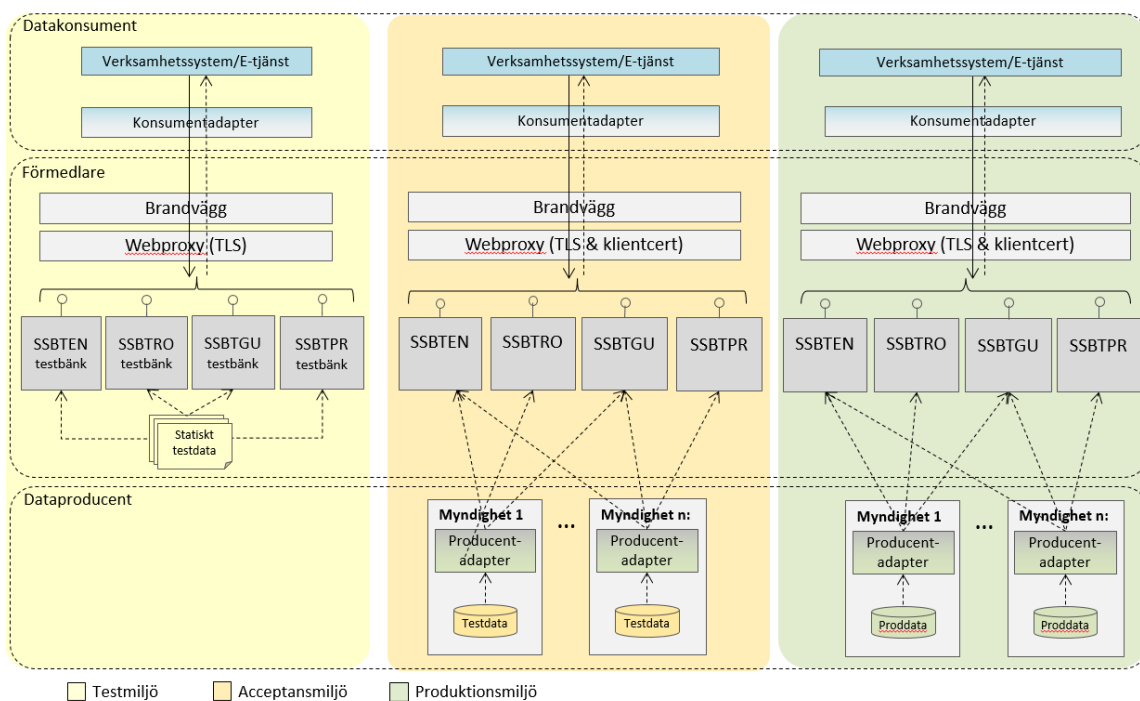 Datakonsument
Verksamhetssystem/E-tjänst
Verksamhetssystem/E-tjänst
Verksamhetssystem/E-tjänst
Konsumentadapter
Konsumentadapter
Konsumentadapter
Förmedlare
Brandvägg
Brandvägg
Brandvägg
Webproxy (TLS)
Webproxy (TLS & klientcert)
Webproxy (TLS & klientcert)
SSBTEN
testbänk
SSBTRO
testbänk
SSBTGU
testbänk
SSBTPR
testbänk
SSBTEN
SSBTRO
SSBTGU
SSBTPR
SSBTEN
SSBTRO
SSBTGU
SSBTPR
Statiskt
testdata
Dataproducent
Myndighet 1
...
Myndighet n:
Myndighet 1
...
Myndighet n:
Producent-
adapter
Producent-
adapter
Producent-
adapter
Producent-
adapter
Testdata
Testdata
Proddata
Proddata
Testmiljö
Acceptansmiljö
Produktionsmiljö